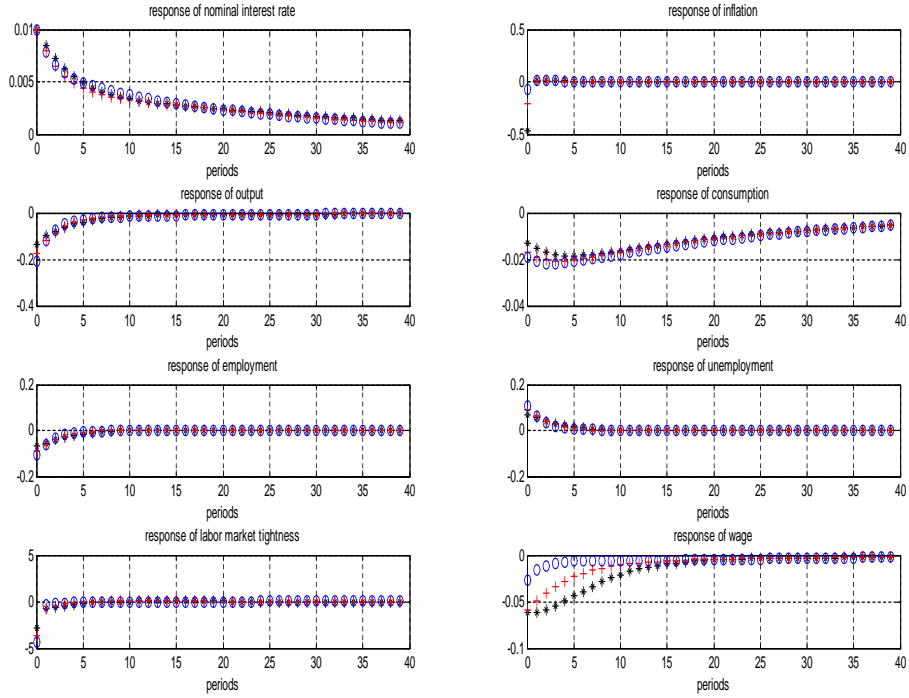 response of nominal interest rate
0.01
0.005
0
0 5 10 15 20 25 30 35 40
periods
response of inflation
0.5
0
-0.5
0 5 10 15 20 25 30 35 40
periods
response of output
0
-0.2
-0.4
0 5 10 15 20 25 30 35 40
periods
response of consumption
0
-0.02
-0.04
0 5 10 15 20 25 30 35 40
periods
response of employment
0.2
0
0.2
0 5 10 15 20 25 30 35 40
periods
response of unemployment
0.2
0
0.2
0 5 10 15 20 25 30 35 40
periods
response of labor market tightness
5
0
-5
0 5 10 15 20 25 30 35 40
periods
response of wage
0
-0.05
-0.1
0 5 10 15 20 25 30 35 40
periods